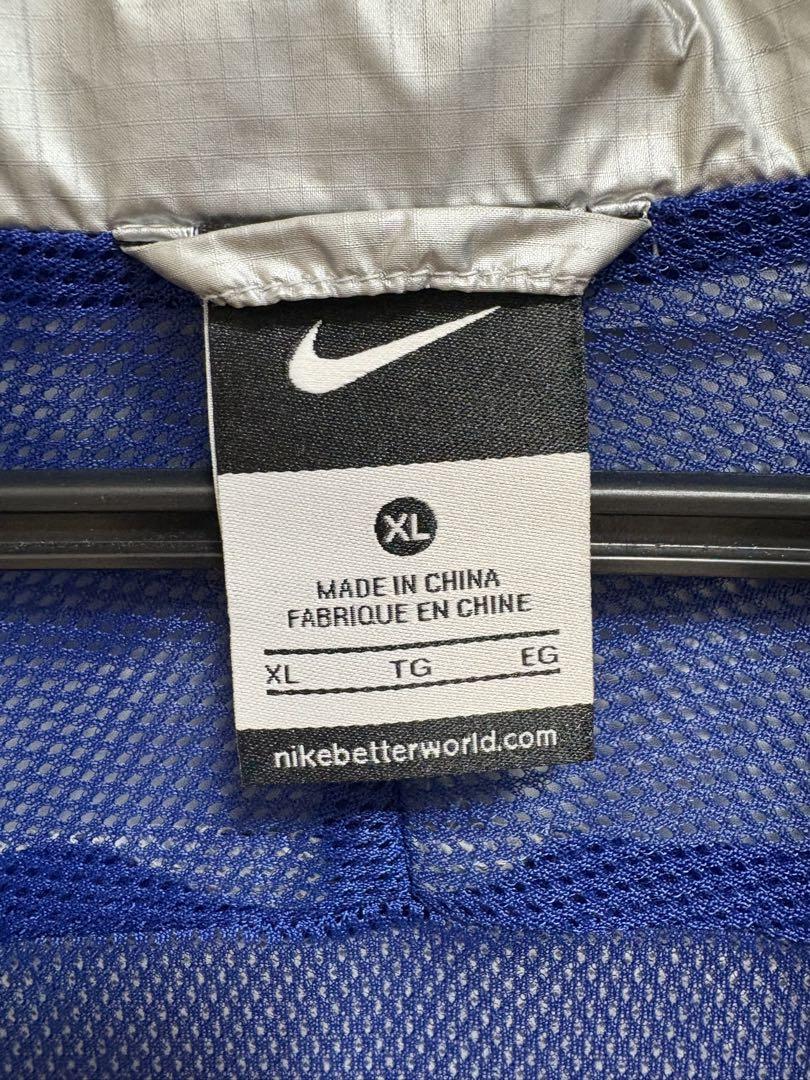 XL
MADE IN CHINA
FABRIQUE EN CHINE
XL TG EG
nikebetterworld.com